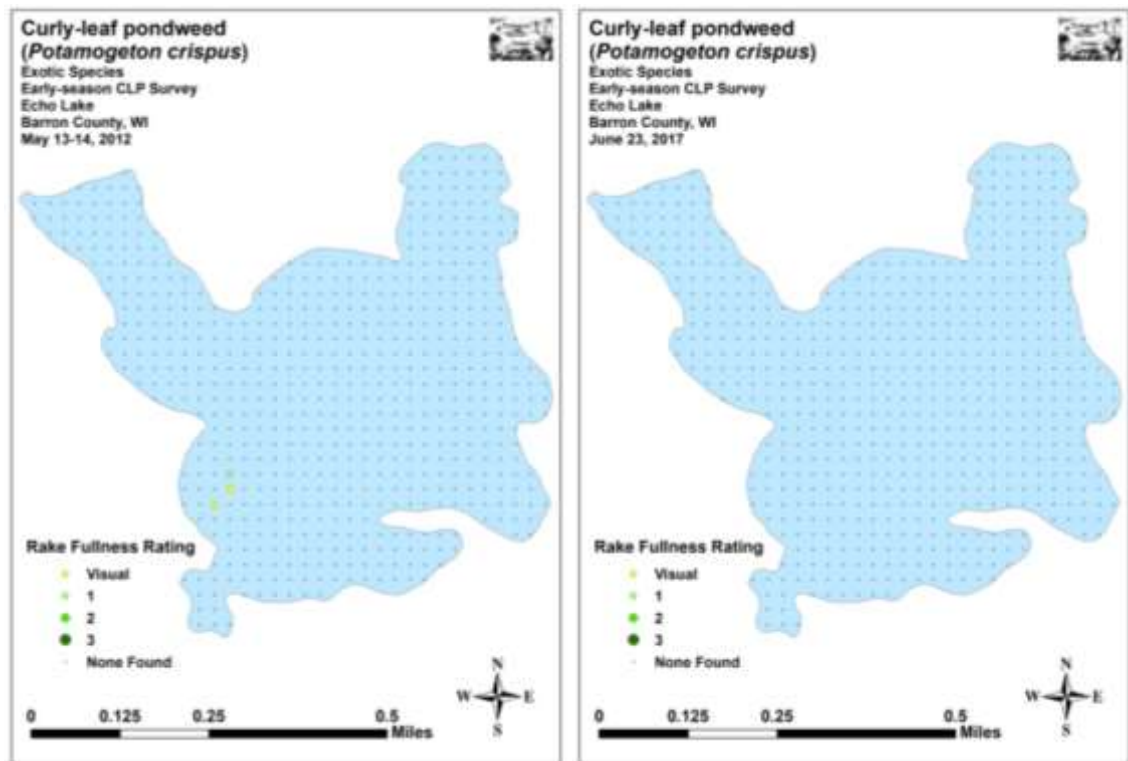 Curly-leaf pondweed
(Potamogeton crispus)
Exotic Species
Early-season CLP Survey
Echo Lake
Barron County, WI
May 13-14, 2012
Rake Fullness Rating
Visual
1
2
3
None Found
N
W E
S
0 0.125 0.25 0.5
Miles
Curly-leaf pondweed
(Potamogeton crispus)
Exotic Species
Early-season CLP Survey
Echo Lake
Barron County, WI
June 23, 2017
Rake Fullness Rating
Visual
1
2
3
None Found
N
W E
S
0 0.125 0.25 0.5
Miles